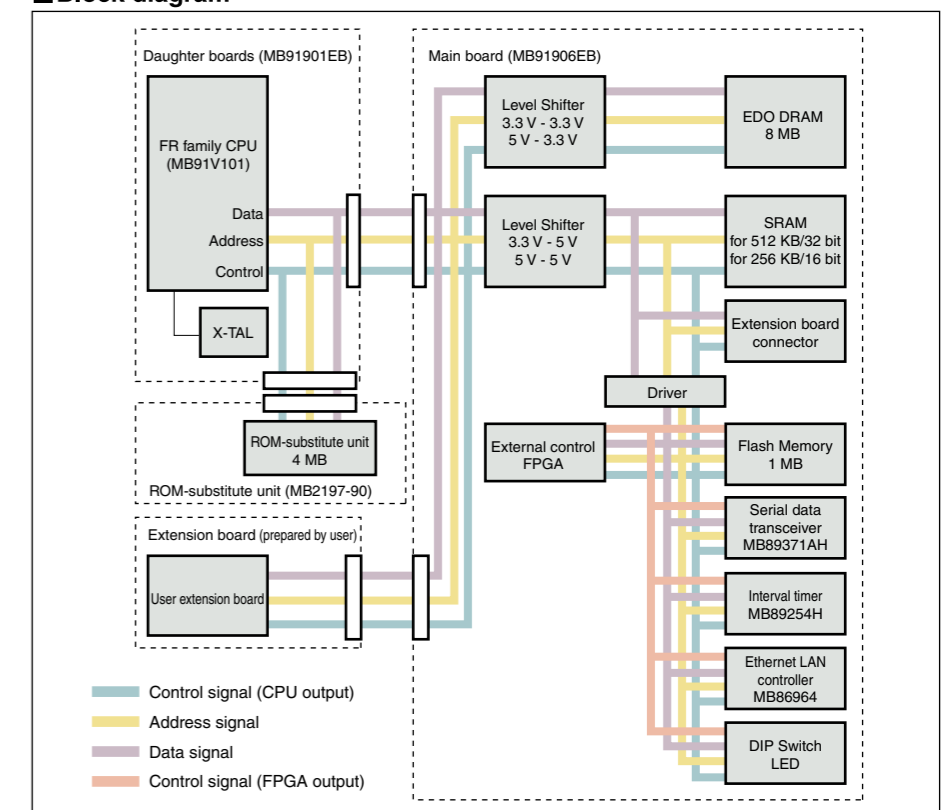 ■Block diagram
Daughter boards (MB91901EB)
FR family CPU
(MB91V101)
Data
Address
Control
X-TAL
ROM-substitute unit
4 MB
ROM-substitute unit (MB2197-90)
Extension board (prepared by user)
User extension board
Main board (MB91906EB)
Level Shifter
3.3 V - 3.3 V
5 V - 3.3 V
EDO DRAM
8 MB
Level Shifter
3.3 V - 5 V
5 V - 5 V
SRAM
for 512 KB/32 bit
for 256 KB/16 bit
Extension board
connector
Driver
External control
FPGA
Flash Memory
1 MB
Serial data
transceiver
MB89371AH
Interval timer
MB89254H
Ethernet LAN
controller
MB86964
DIP Switch
LED
Control signal (CPU output)
Address signal
Data signal
Control signal (FPGA output)